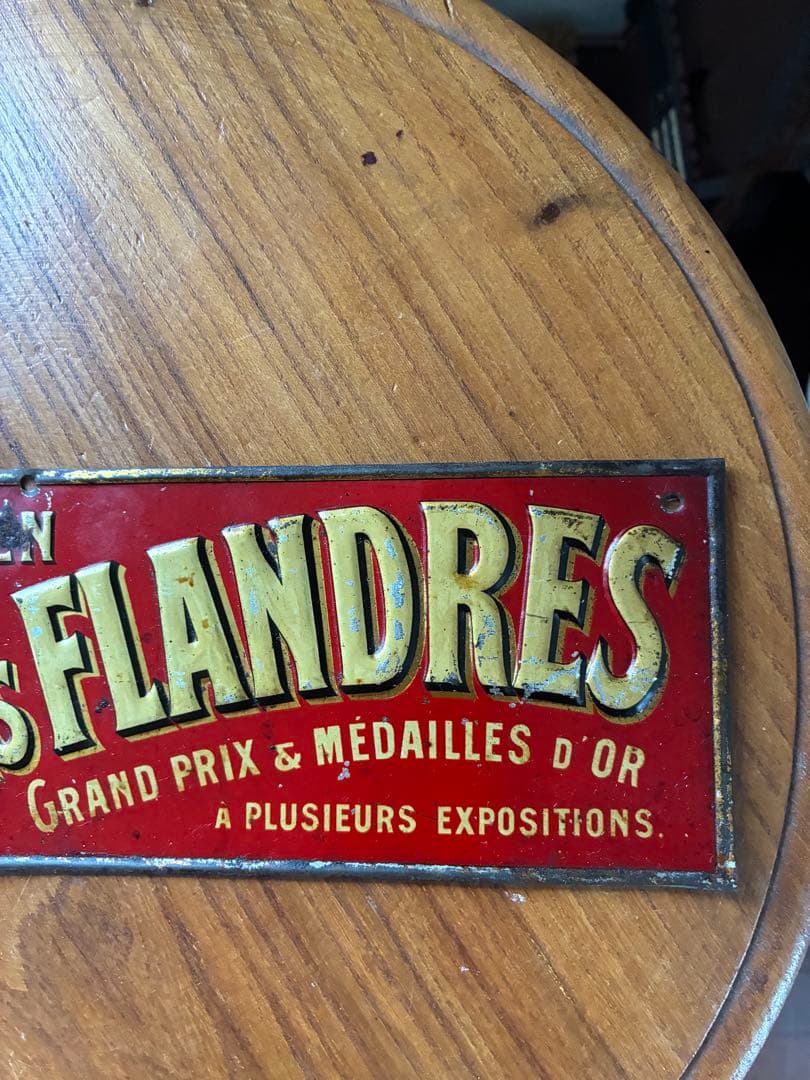 FLANDRES
GRAND PRIX & MÉDAILLES D'OR
A PLUSIEURS EXPOSITIONS.